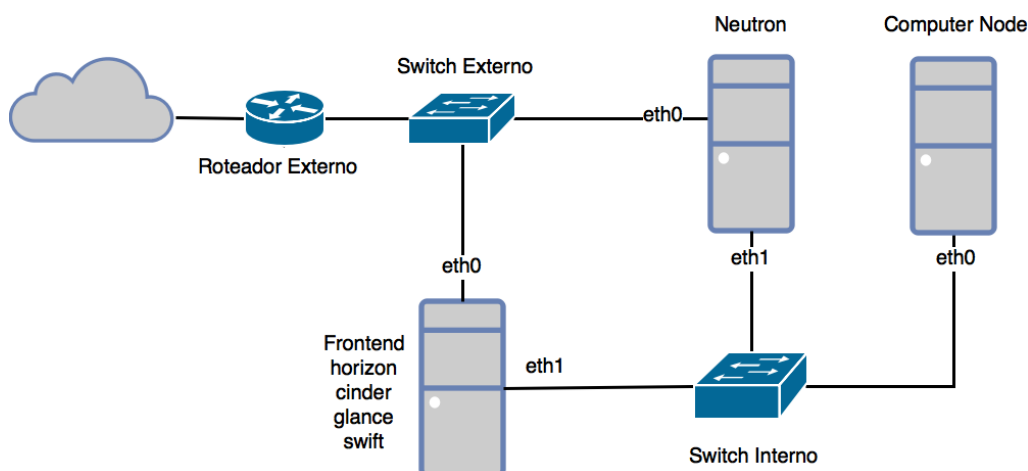 Neutron
Computer Node
Switch Externo
eth0
Roteador Externo
eth0
eth1
eth0
Frontend
horizon
cinder
glance
swift
eth1
Switch Interno